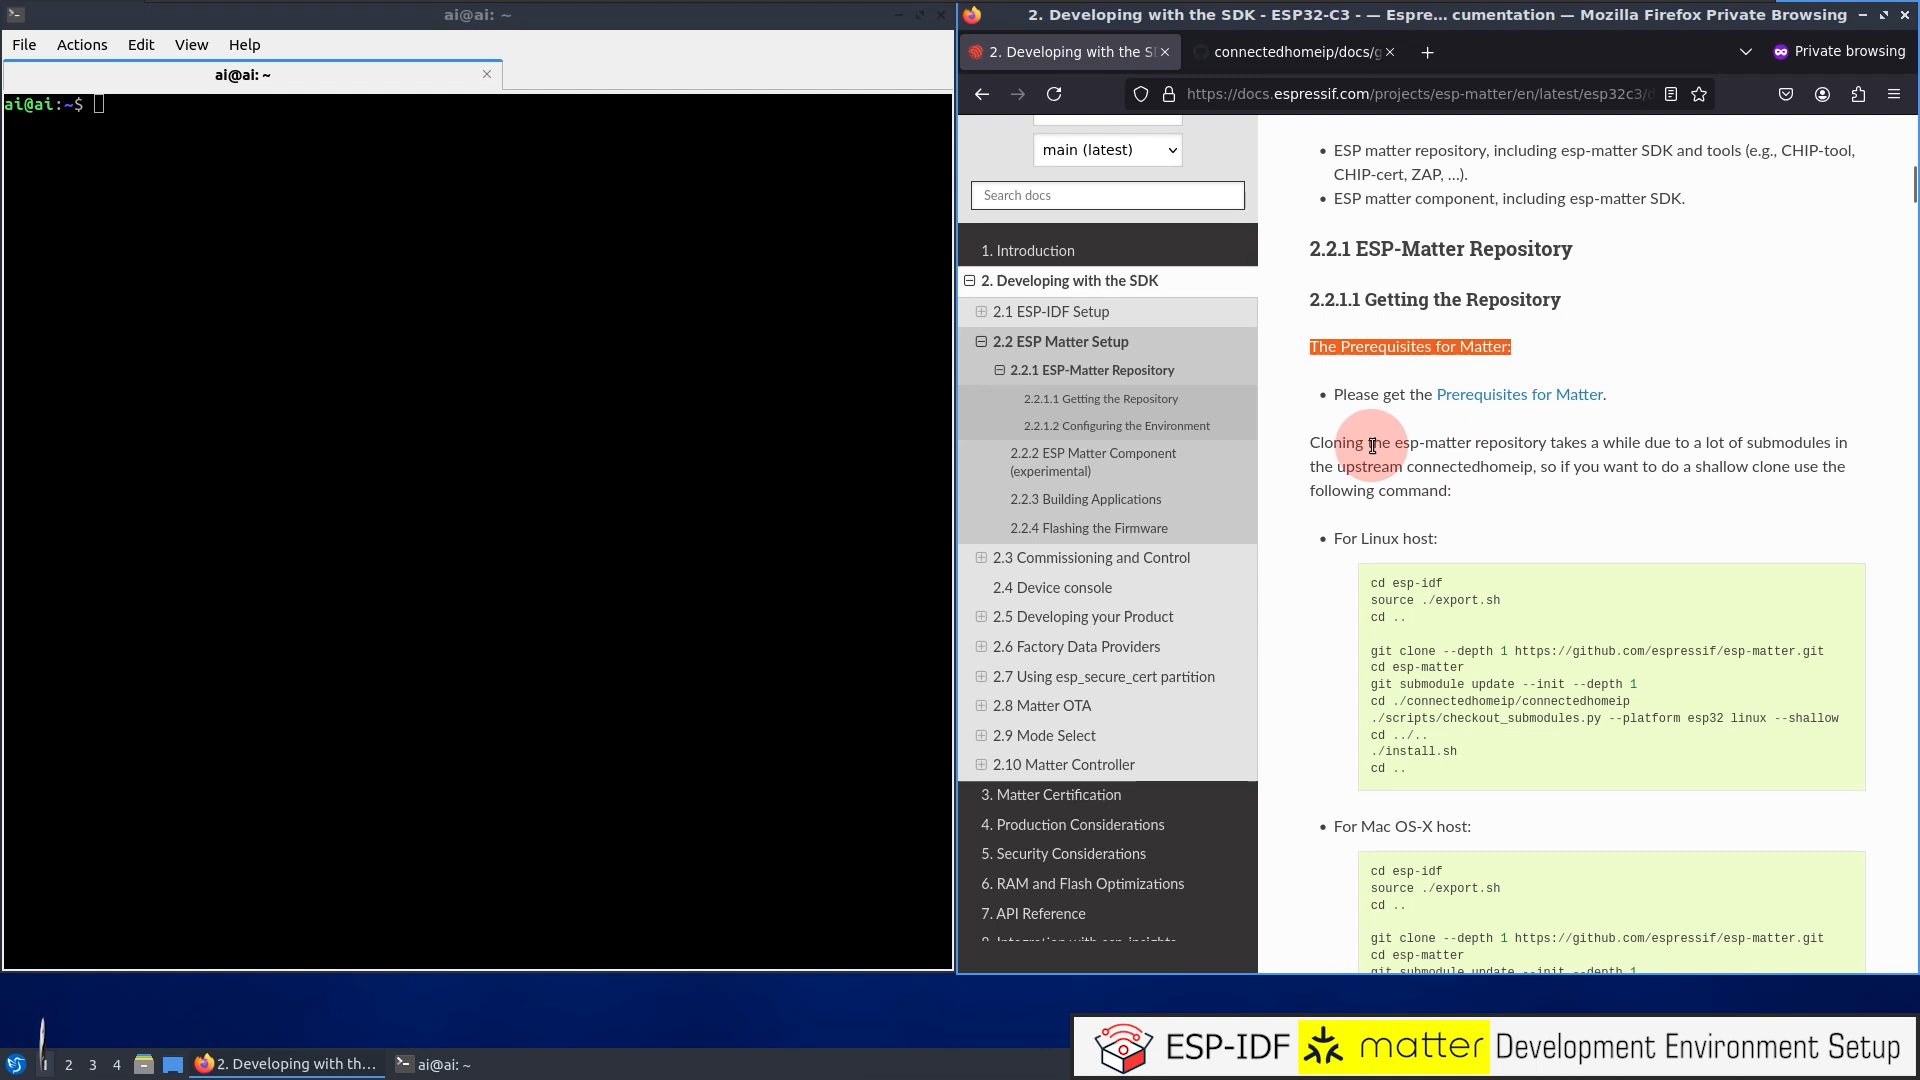 ai@ai: ~
File Actions Edit View Help
ai@ai: ~
ai@ai:~$
2. Developing with the SDK - ESP32-C3 - — Espre... cumentation — Mozilla Firefox Private Browsing
2. Developing with the S
connectedhomeip/docs/g
Private browsing
https://docs.espressif.com/projects/esp-matter/en/latest/esp32c3/
main (latest)
Search docs
1. Introduction
2. Developing with the SDK
2.1 ESP-IDF Setup
2.2 ESP Matter Setup
2.2.1 ESP-Matter Repository
2.2.1.1 Getting the Repository
2.2.1.2 Configuring the Environment
2.2.2 ESP Matter Component
(experimental)
2.2.3 Building Applications
2.2.4 Flashing the Firmware
2.3 Commissioning and Control
2.4 Device console
2.5 Developing your Product
2.6 Factory Data Providers
2.7 Using esp_secure_cert partition
2.8 Matter OTA
2.9 Mode Select
2.10 Matter Controller
3. Matter Certification
4. Production Considerations
5. Security Considerations
6. RAM and Flash Optimizations
7. API Reference
8. Integration with esp-insights
• ESP matter repository, including esp-matter SDK and tools (e.g., CHIP-tool,
CHIP-cert, ZAP, ...).
• ESP matter component, including esp-matter SDK.
2.2.1 ESP-Matter Repository
2.2.1.1 Getting the Repository
The Prerequisites for Matter:
• Please get the Prerequisites for Matter.
Cloning the esp-matter repository takes a while due to a lot of submodules in
the upstream connectedhomeip, so if you want to do a shallow clone use the
following command:
• For Linux host:
cd esp-idf
source ./export.sh
cd ..
git clone --depth 1 https://github.com/espressif/esp-matter.git
cd esp-matter
git submodule update --init --depth 1
cd ./connectedhomeip/connectedhomeip
./scripts/checkout_submodules.py --platform esp32 linux --shallow
cd ../..
./install.sh
cd ..
• For Mac OS-X host:
cd esp-idf
source ./export.sh
cd ..
git clone --depth 1 https://github.com/espressif/esp-matter.git
cd esp-matter
git submodule update --init --depth 1
1 2 3 4
2. Developing with th...
ai@ai: ~
ESP-IDF matter Development Environment Setup